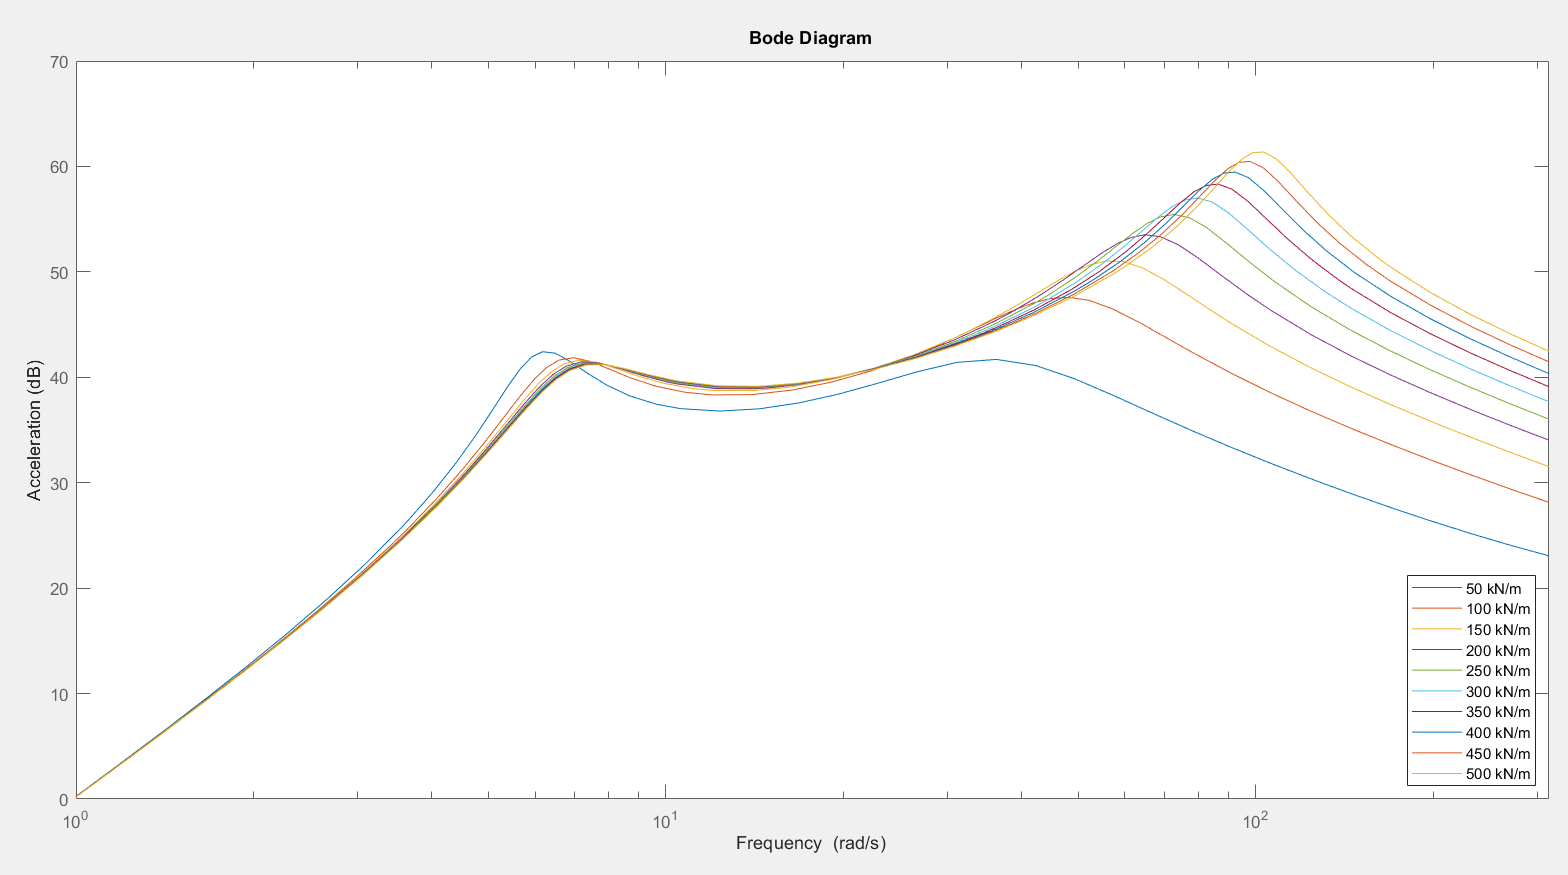 Bode Diagram
70
60
50
40
30
20
10
0
Acceleration (dB)
10^0
10^1
10^2
Frequency (rad/s)
50 kN/m
100 kN/m
150 kN/m
200 kN/m
250 kN/m
300 kN/m
350 kN/m
400 kN/m
450 kN/m
500 kN/m